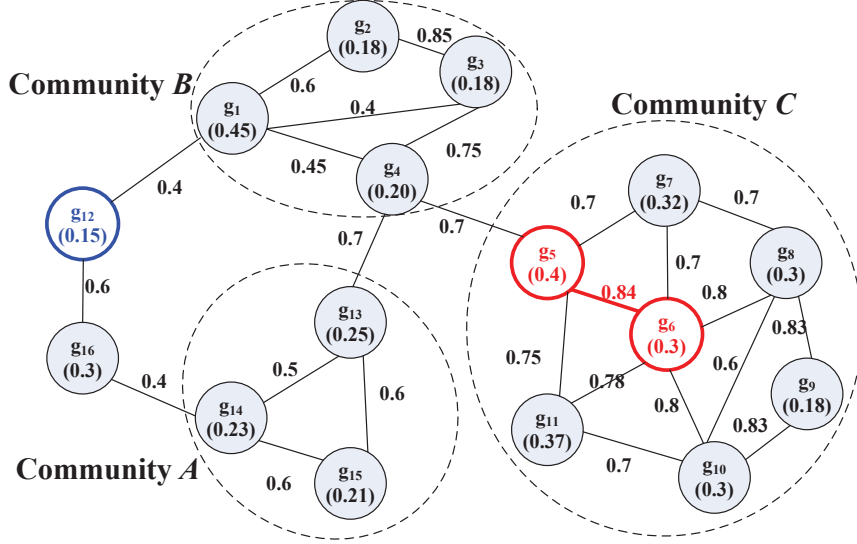 g2
(0.18)
0.85
g3
(0.18)
Community B
0.6
0.4
g1
(0.45)
Community C
0.45
0.75
g4
(0.20)
0.4
g7
(0.32)
0.7
0.7
g12
(0.15)
0.7
0.7
g5
(0.4)
0.7
g8
(0.3)
0.6
0.84
0.8
g13
(0.25)
g6
(0.3)
0.83
g16
(0.3)
0.5
0.75
0.6
0.4
0.6
0.78
g9
(0.18)
g14
(0.23)
0.8
g11
(0.37)
0.83
Community A
0.6
g15
(0.21)
0.7
g10
(0.3)